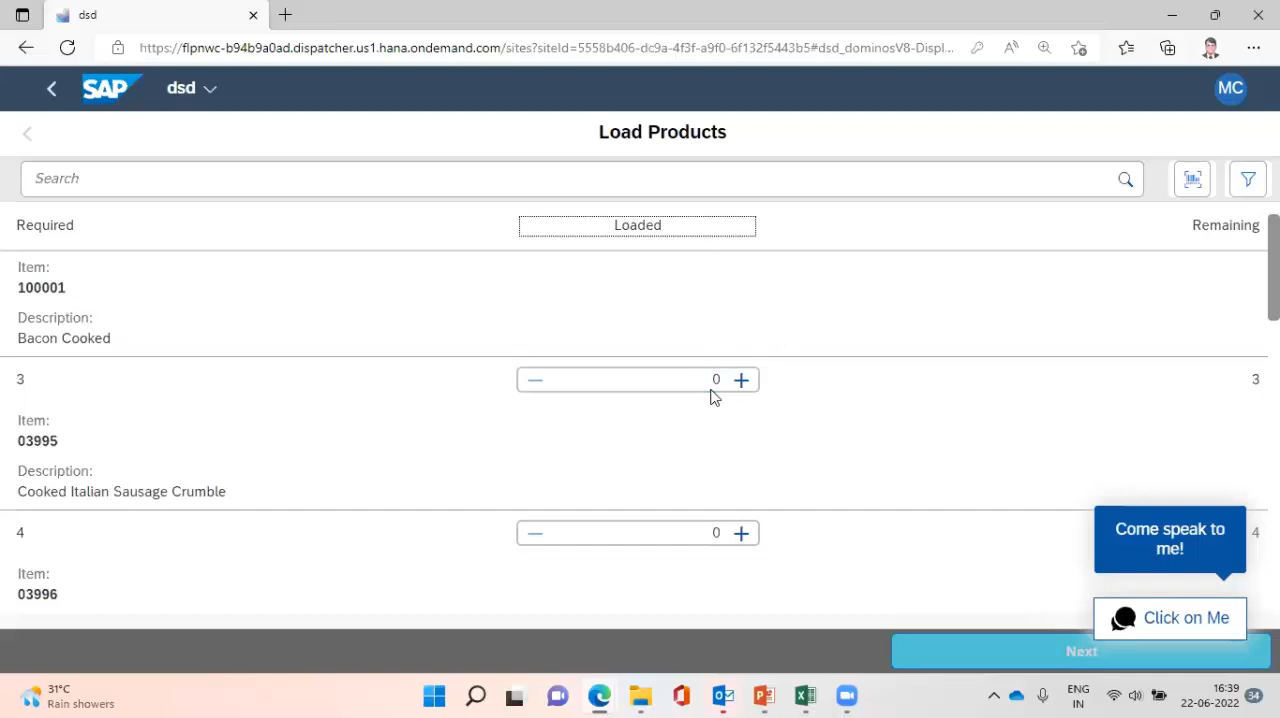 dsd
https://flpnwc-b94b9a0ad.dispatcher.us1.hana.ondemand.com/sites?siteId=5558b406-dc9a-4f3f-a9f0-6f132f5443b5#dsd_dominosV8-Displ...
SAP dsd MC
Load Products
Search
Required Loaded Remaining
Item:
100001
Description:
Bacon Cooked
3 0 3
Item:
03995
Description:
Cooked Italian Sausage Crumble
4 0 4
Item:
03996
Come speak to
me!
Click on Me
Next
31°C
Rain showers
ENG
IN
16:39
22-06-2022
34